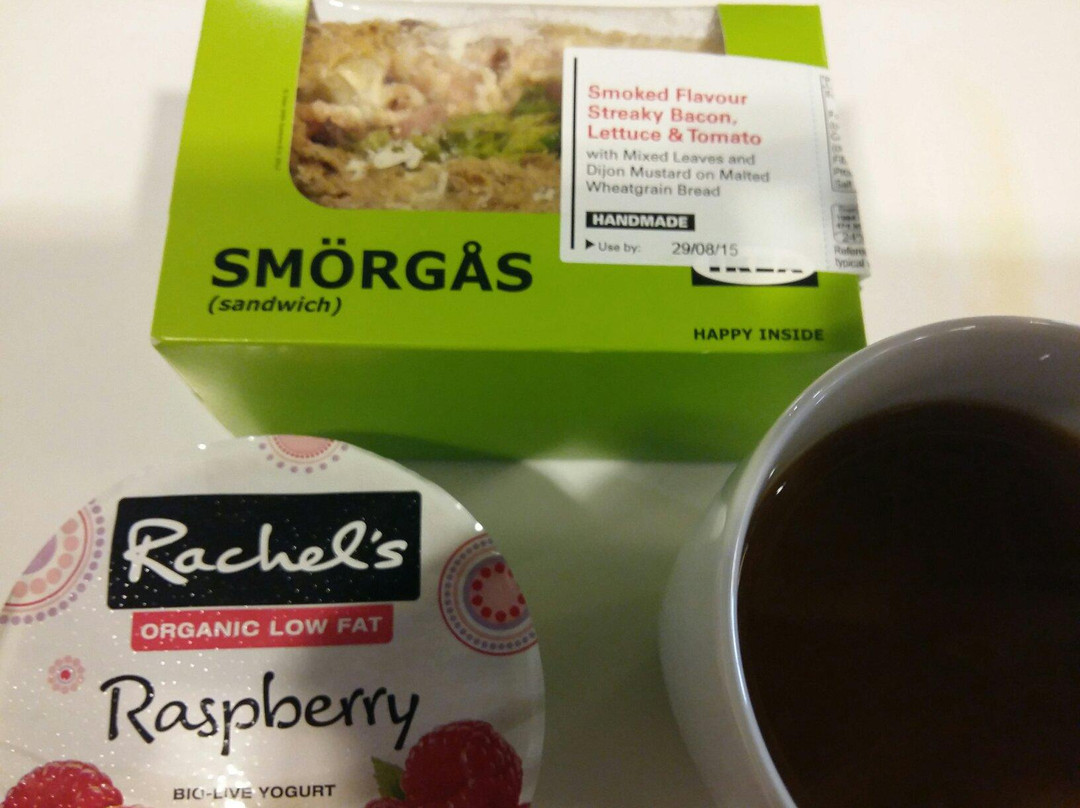 Smoked Flavour
Streaky Bacon,
Lettuce & Tomato
with Mixed Leaves and
Dijon Mustard on Malted
Wheatgrain Bread
HANDMADE
Use by: 29/08/15
SMÖRGÅS
(sandwich)
HAPPY INSIDE
Rachel's
ORGANIC LOW FAT
Raspberry
BIO-LIVE YOGURT